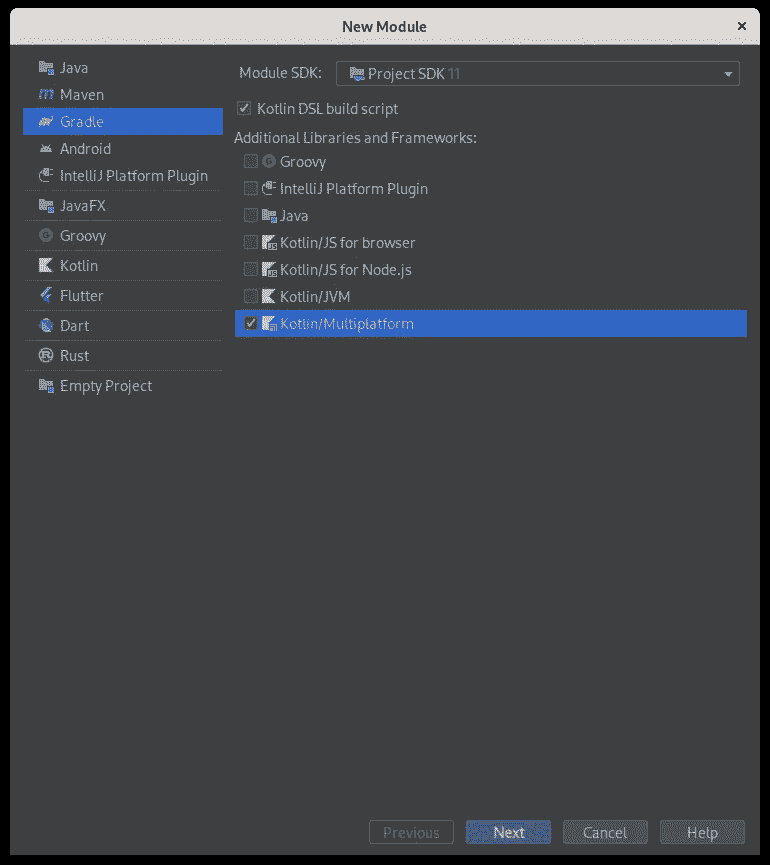 New Module
Java
Maven
Gradle
Android
IntelliJ Platform Plugin
JavaFX
Groovy
Kotlin
Flutter
Dart
Rust
Empty Project
Module SDK: Project SDK 11
Kotlin DSL build script
Additional Libraries and Frameworks:
Groovy
IntelliJ Platform Plugin
Java
Kotlin/JS for browser
Kotlin/JS for Node.js
Kotlin/JVM
Kotlin/Multiplatform
Previous Next Cancel Help